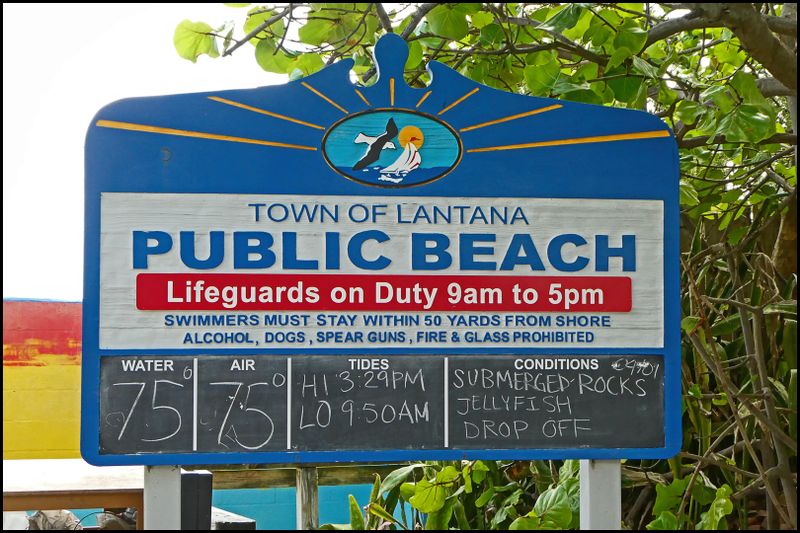 TOWN OF LANTANA
PUBLIC BEACH
Lifeguards on Duty 9am to 5pm
SWIMMERS MUST STAY WITHIN 50 YARDS FROM SHORE
ALCOHOL, DOGS, SPEAR GUNS, FIRE & GLASS PROHIBITED
WATER AIR TIDES CONDITIONS
75° 75° HI 3:29PM SUBMERGED ROCKS
LO 9:50AM JELLYFISH
DROP OFF